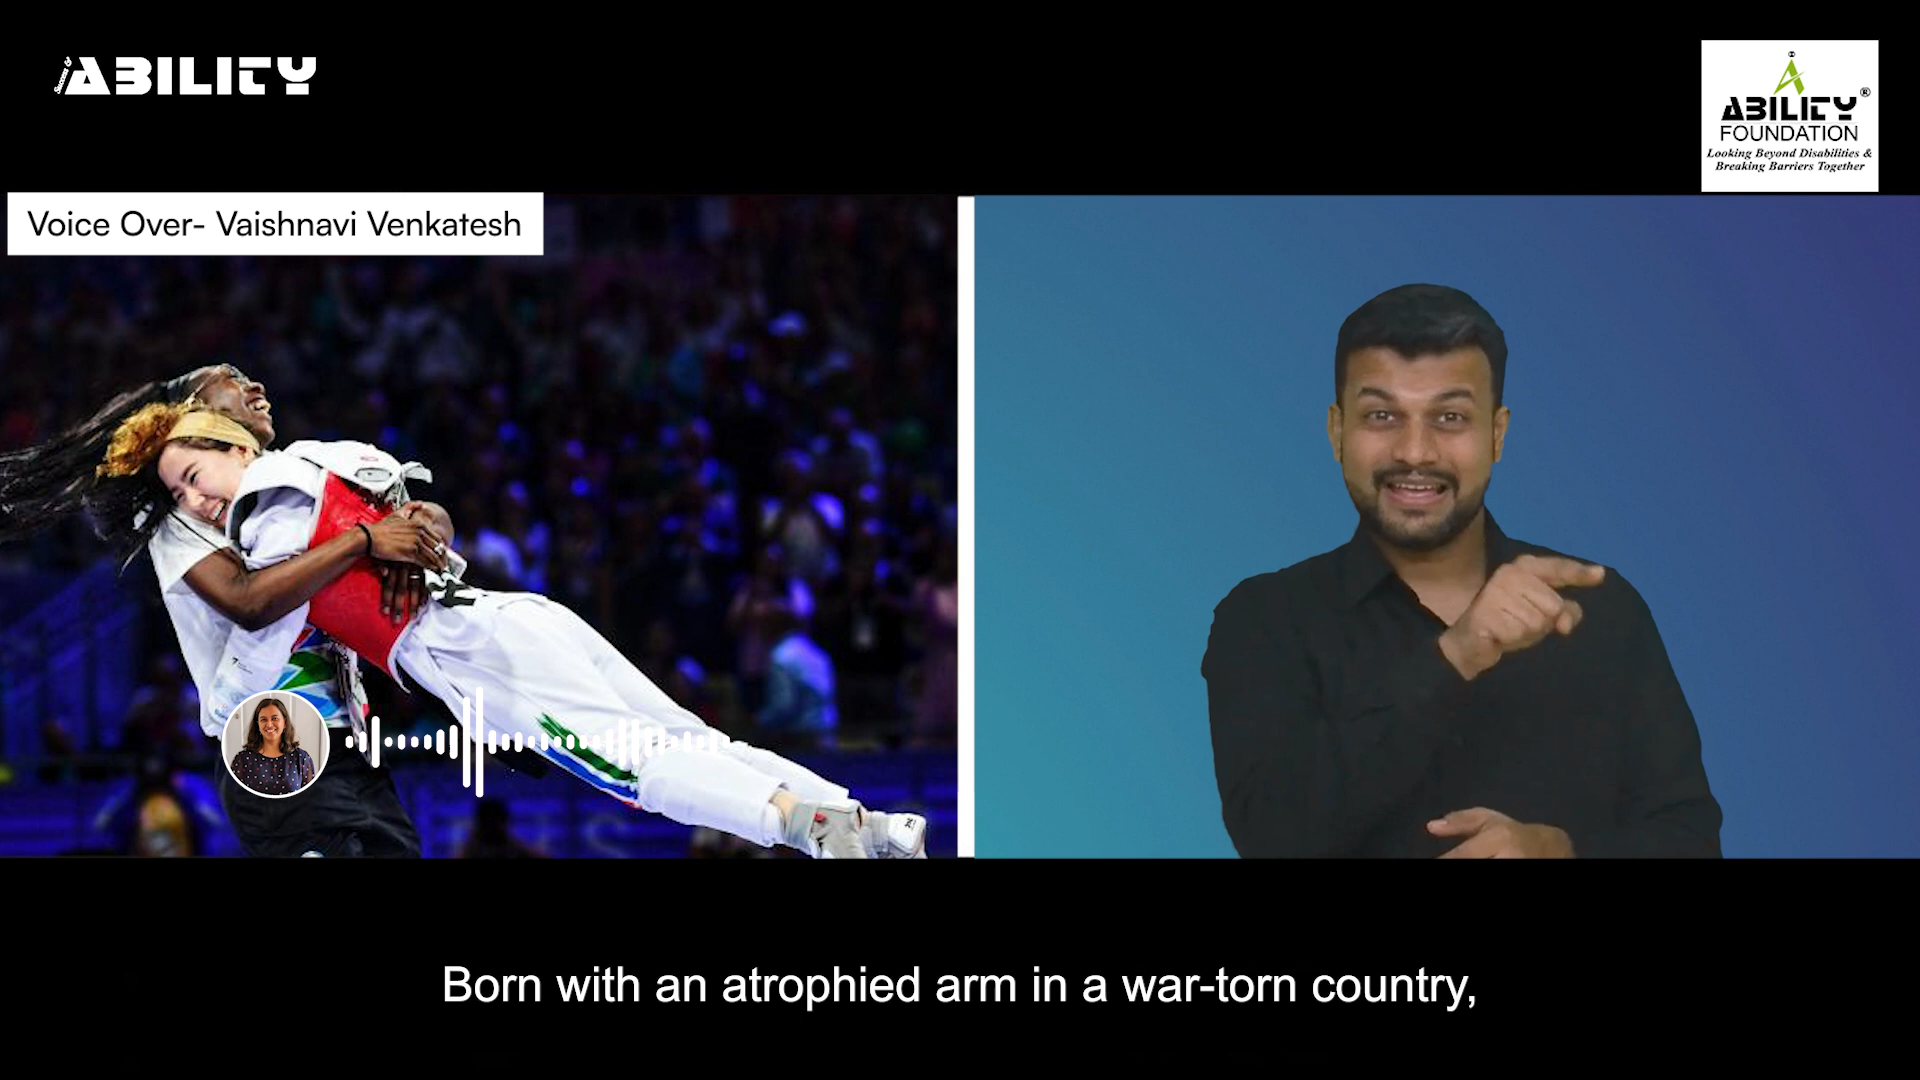 ABILITY
ABILITY®
FOUNDATION
Looking Beyond Disabilities &
Breaking Barriers Together
Voice Over- Vaishnavi Venkatesh
Born with an atrophied arm in a war-torn country,